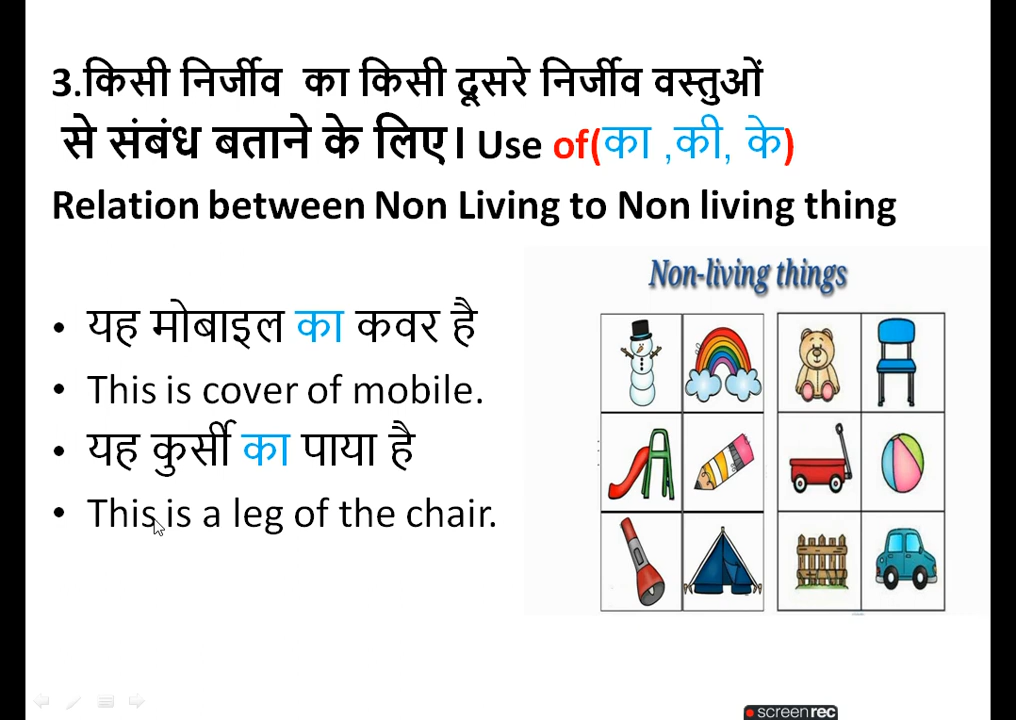 3.किसी निर्जीव का किसी दूसरे निर्जीव वस्तुओं
से संबंध बताने के लिए। Use of(का ,की, के)
Relation between Non Living to Non living thing
Non-living things
• यह मोबाइल का कवर है
• This is cover of mobile.
• यह कुर्सी का पाया है
• This is a leg of the chair.
screenrec